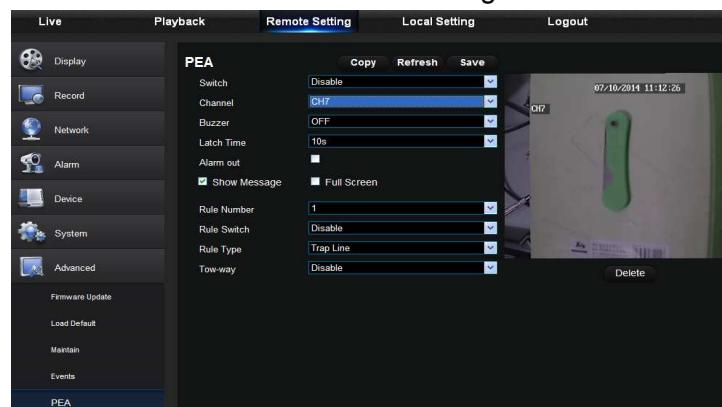 Live Playback Remote Setting Local Setting Logout
Display
Record
Network
Alarm
Device
System
Advanced
Firmware Update
Load Default
Maintain
Events
PEA
PEA Copy Refresh Save
Switch Disable
Channel CH7
Buzzer OFF
Latch Time 10s
Alarm out
Show Message Full Screen
Rule Number 1
Rule Switch Disable
Rule Type Trap Line
Tow-way Disable
07/10/2014 11:12:26
CH7
Delete